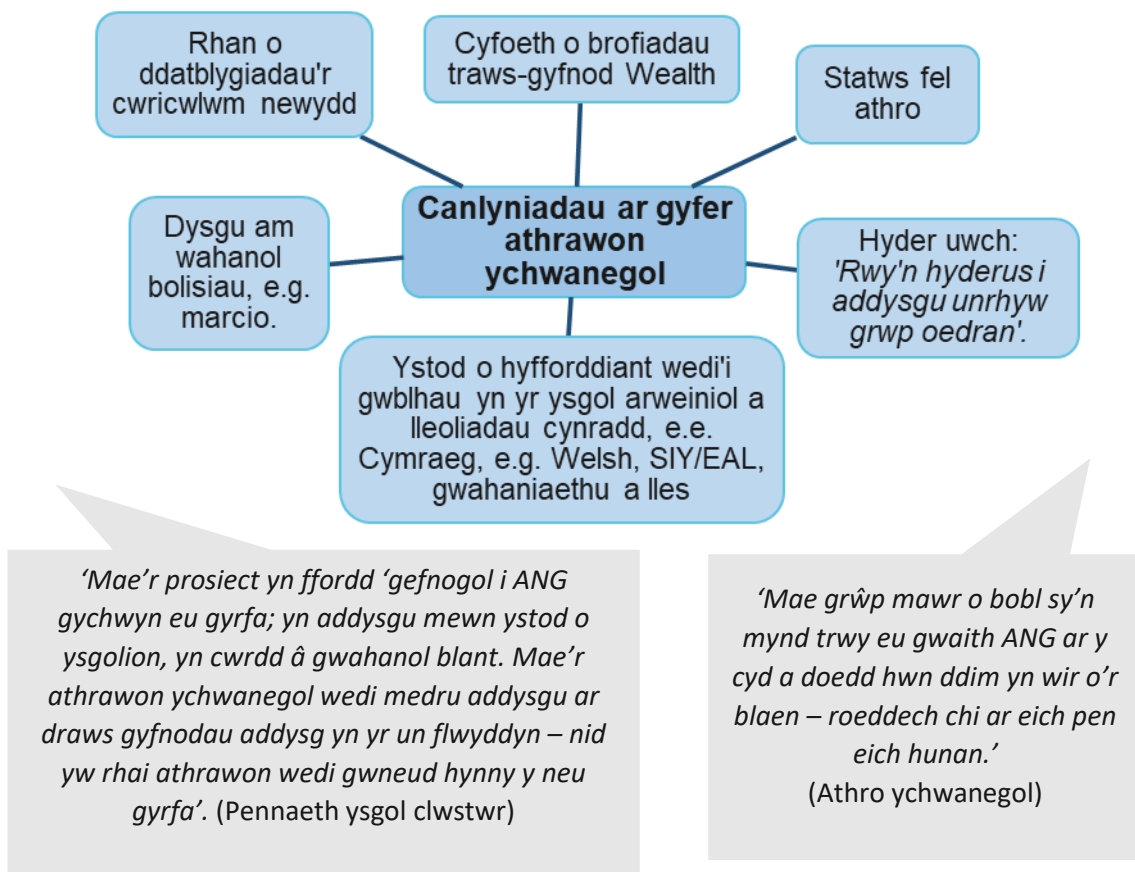 Rhan o
ddatblygiadau'r
cwricwlwm newydd
Cyfoeth o brofiadau
traws-gyfnod Wealth
Statws fel
athro
Canlyniadau ar gyfer
athrawon
ychwanegol
Dysgu am
wahanol
bolisiau, e.g.
marcio.
Hyder uwch:
'Rwy'n hyderus i
addysgu unrhyw
grwp oedran'.
Ystod o hyfforddiant wedi'i
gwblhau yn yr ysgol arweiniol a
lleoliadau cynradd, e.e.
Cymraeg, e.g. Welsh, SIY/EAL,
gwahaniaethu a lles
‘Mae'r prosiect yn ffordd ‘gefnogol i ANG
gychwyn eu gyrfa; yn addysgu mewn ystod o
ysgolion, yn cwrdd â gwahanol blant. Mae'r
athrawon ychwanegol wedi medru addysgu ar
draws gyfnodau addysg yn yr un flwyddyn – nid
yw rhai athrawon wedi gwneud hynny y neu
gyrfa’. (Pennaeth ysgol clwstwr)
‘Mae grŵp mawr o bobl sy’n
mynd trwy eu gwaith ANG ar y
cyd a doedd hwn ddim yn wir o’r
blaen – roeddech chi ar eich pen
eich hunan.’
(Athro ychwanegol)